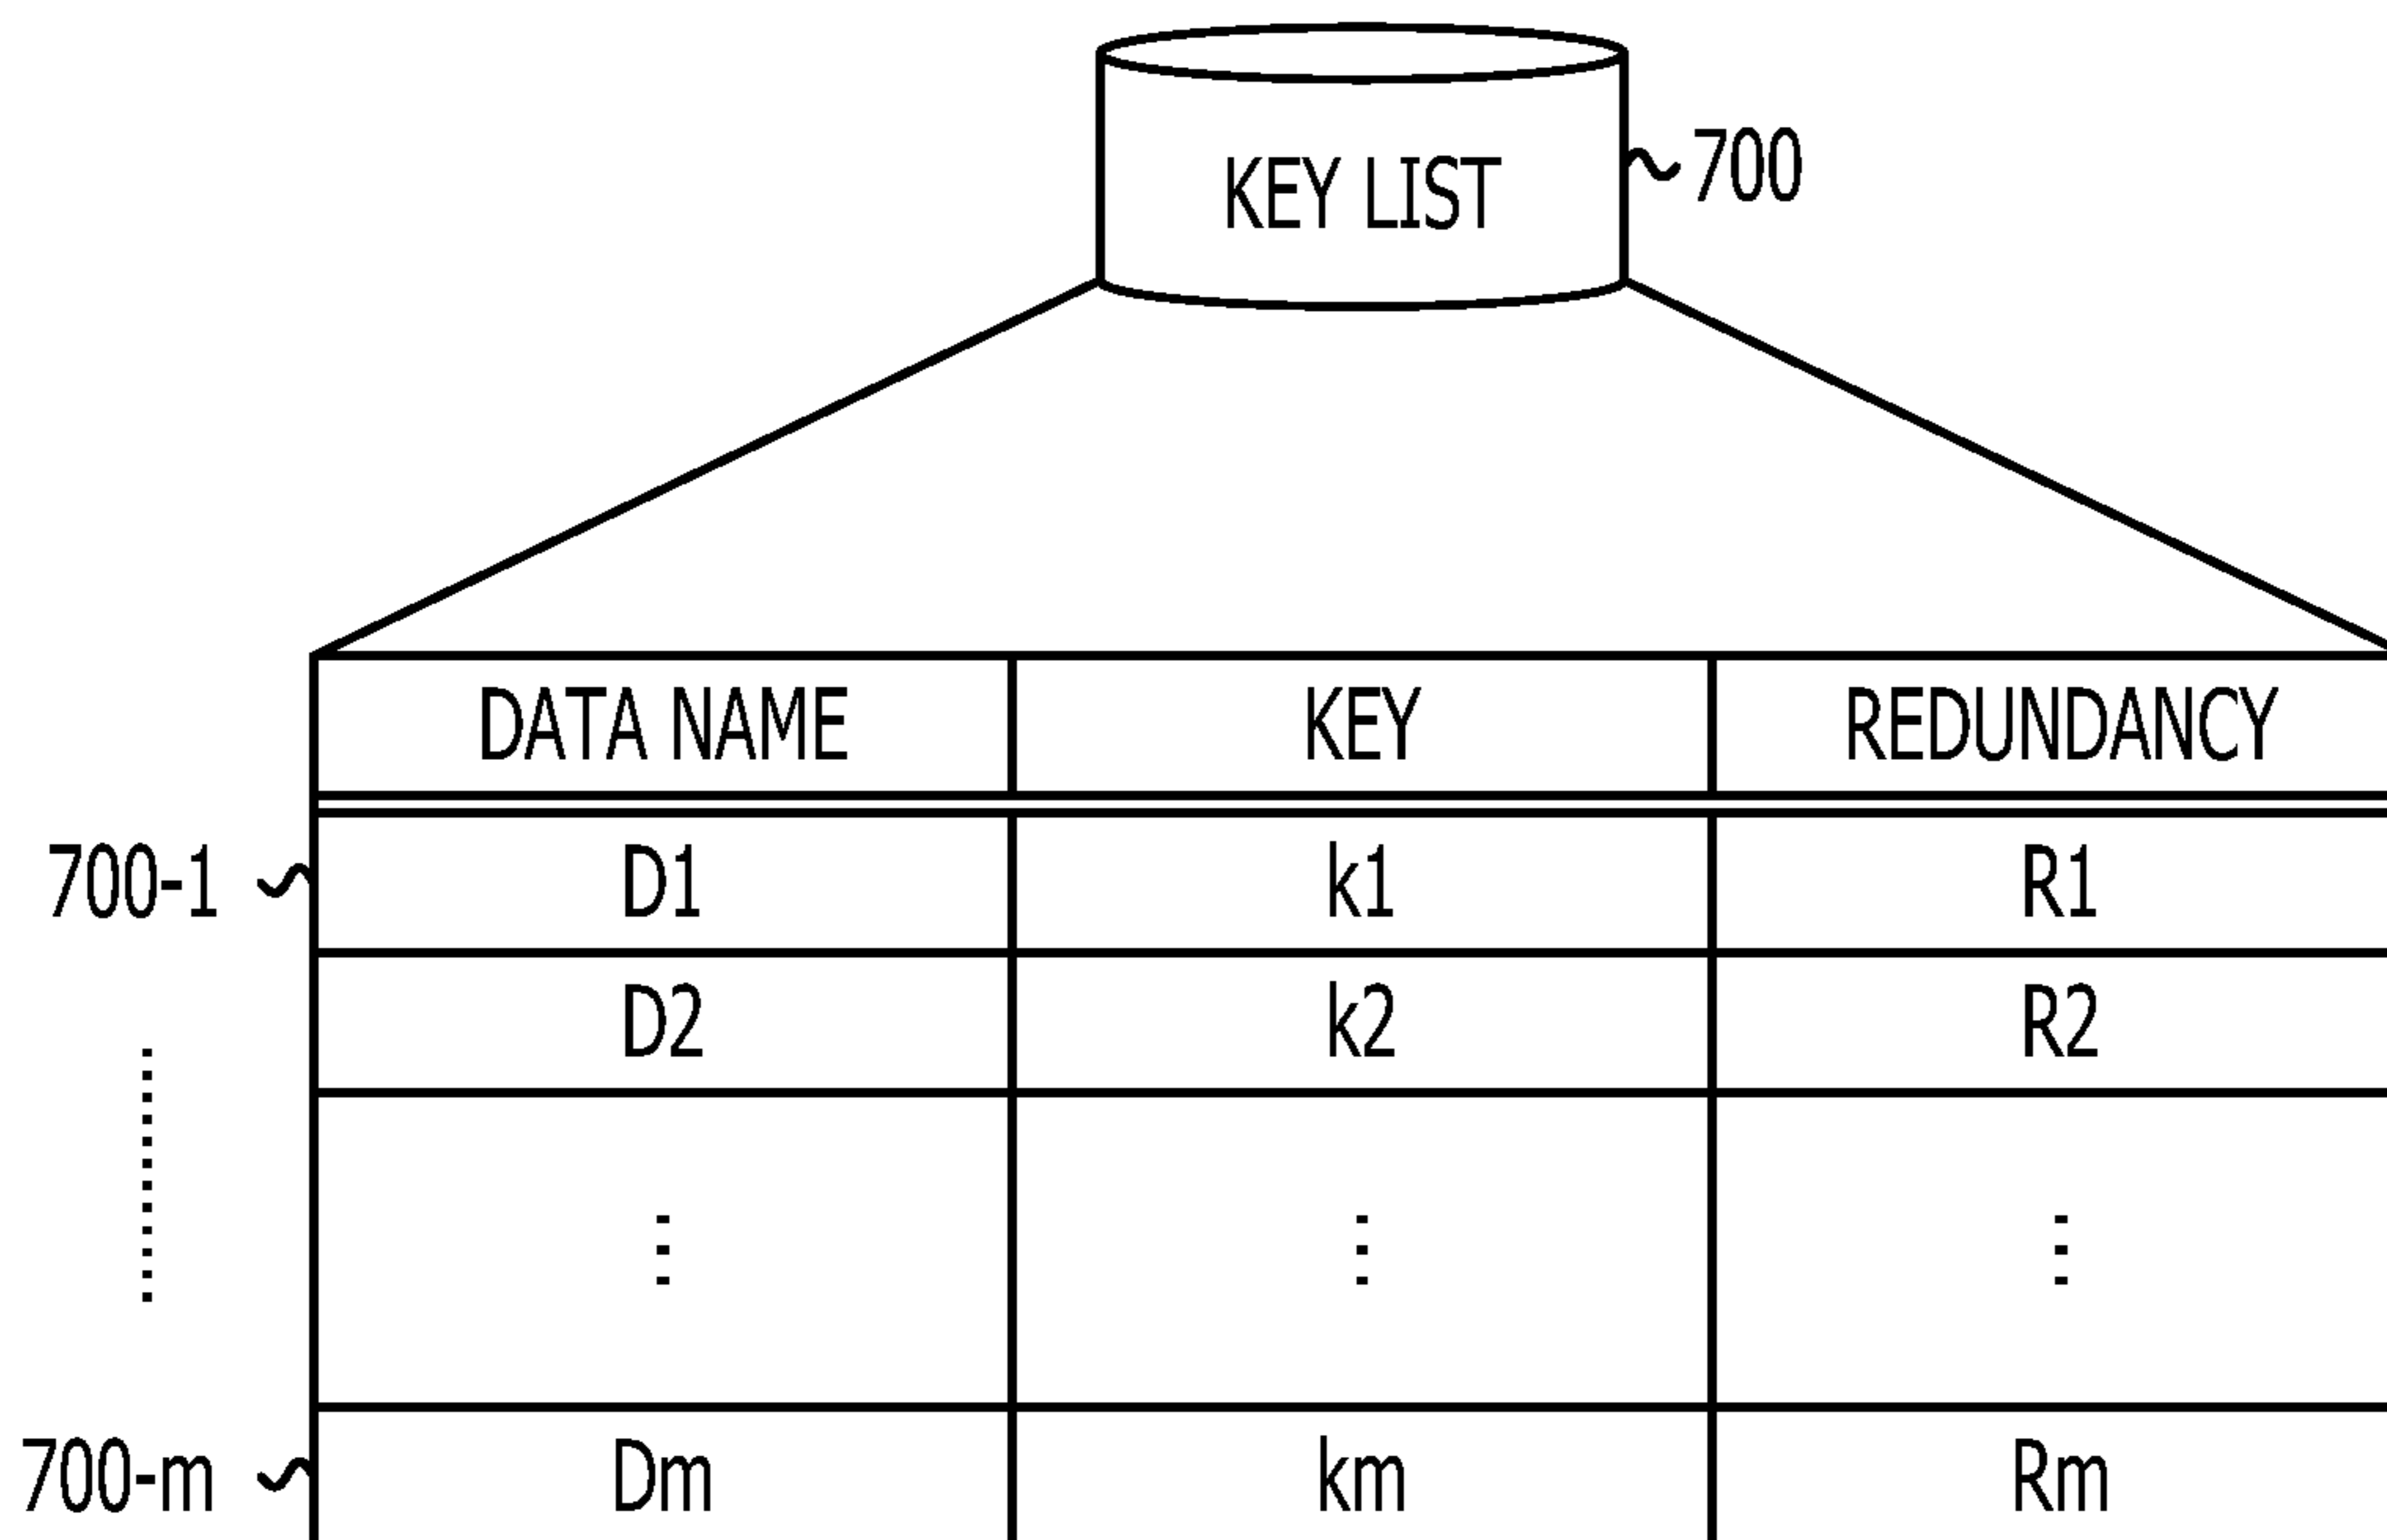 KEY LIST
700
DATA NAME KEY REDUNDANCY
700-1 D1 k1 R1
D2 k2 R2
700-m Dm km Rm